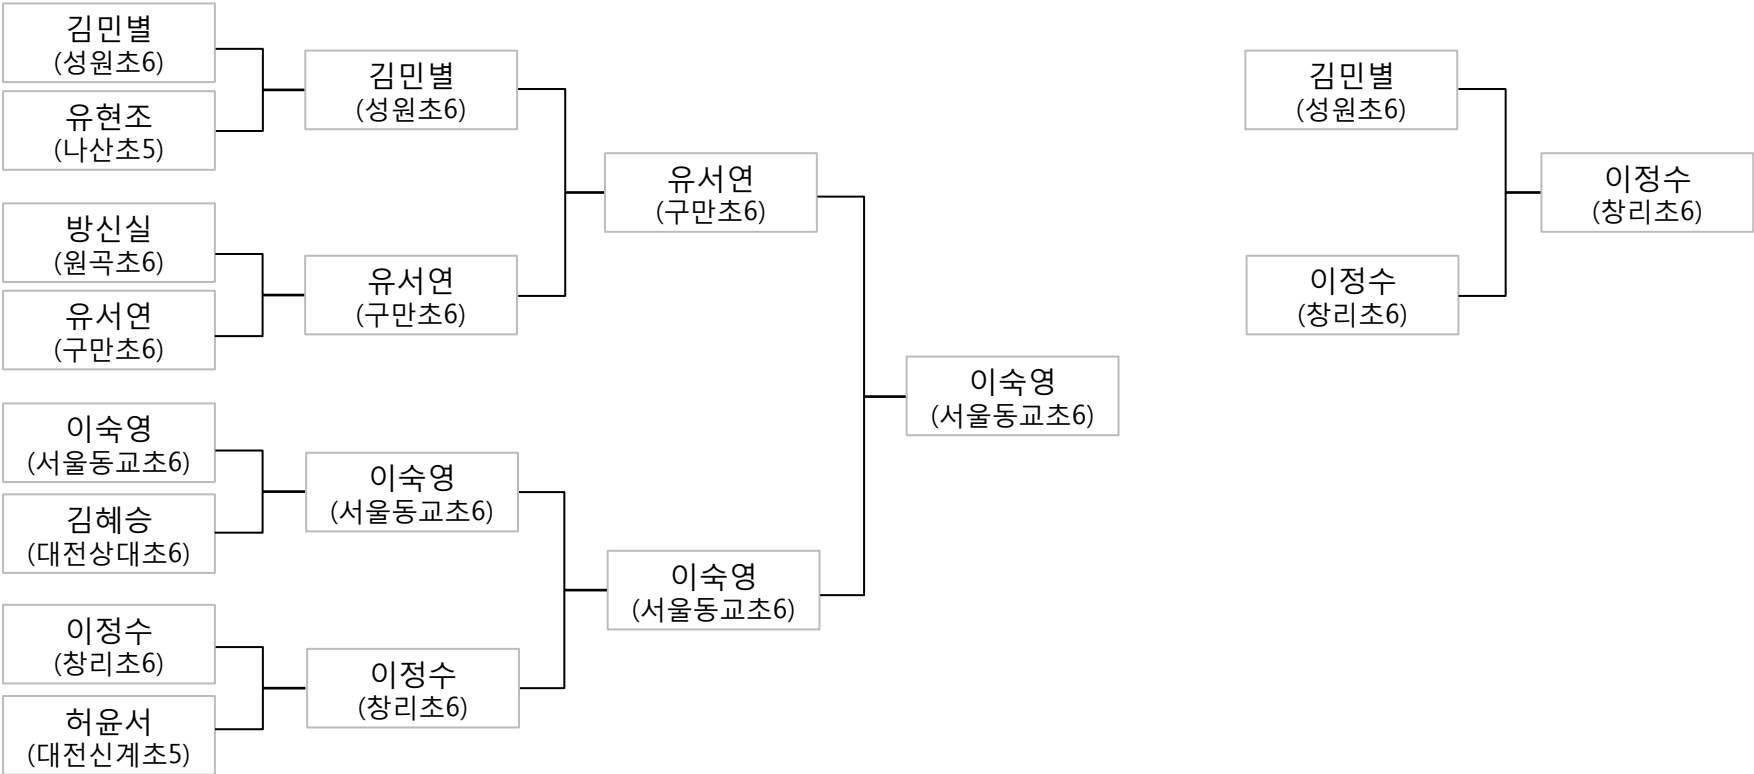 김민별
(성원초6)
유현조
(나산초5)
방신실
(원곡초6)
유서연
(구만초6)
이숙영
(서울동교초6)
김혜승
(대전상대초6)
이정수
(창리초6)
허윤서
(대전신계초5)
김민별
(성원초6)
유서연
(구만초6)
이숙영
(서울동교초6)
이정수
(창리초6)
유서연
(구만초6)
이숙영
(서울동교초6)
이숙영
(서울동교초6)
김민별
(성원초6)
이정수
(창리초6)
이정수
(창리초6)